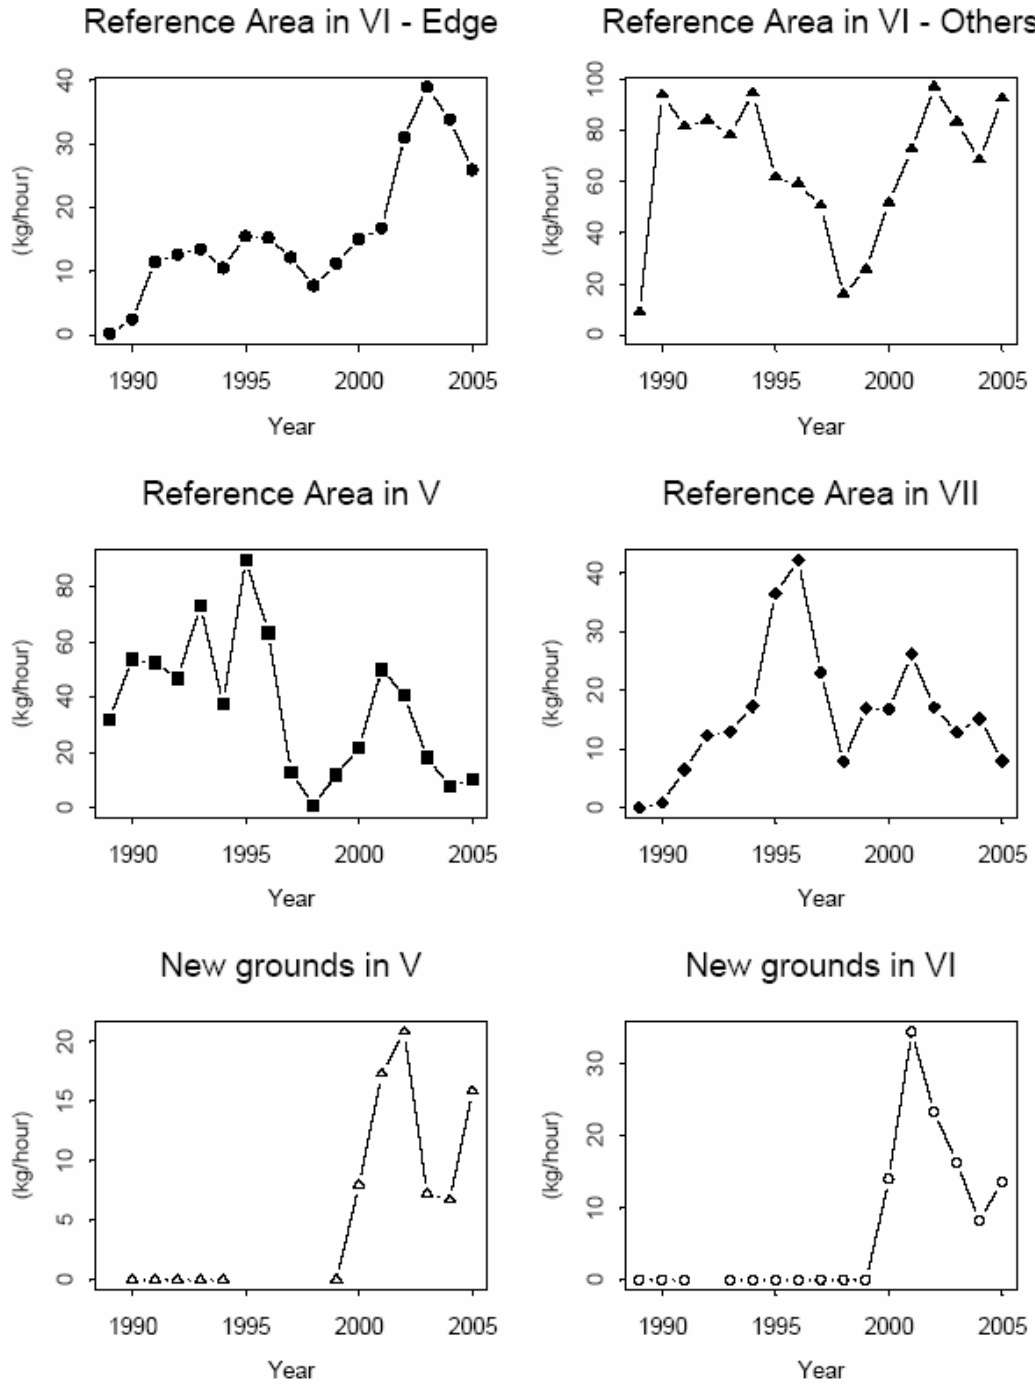 Reference Area in VI - Edge
(kg/hour)
40
30
20
10
0
1990 1995 2000 2005
Year
Reference Area in VI - Others
(kg/hour)
100
80
60
40
20
0
1990 1995 2000 2005
Year
Reference Area in V
(kg/hour)
80
60
40
20
0
1990 1995 2000 2005
Year
Reference Area in VII
(kg/hour)
40
30
20
10
0
1990 1995 2000 2005
Year
New grounds in V
(kg/hour)
20
15
10
5
0
1990 1995 2000 2005
Year
New grounds in VI
(kg/hour)
30
20
10
0
1990 1995 2000 2005
Year